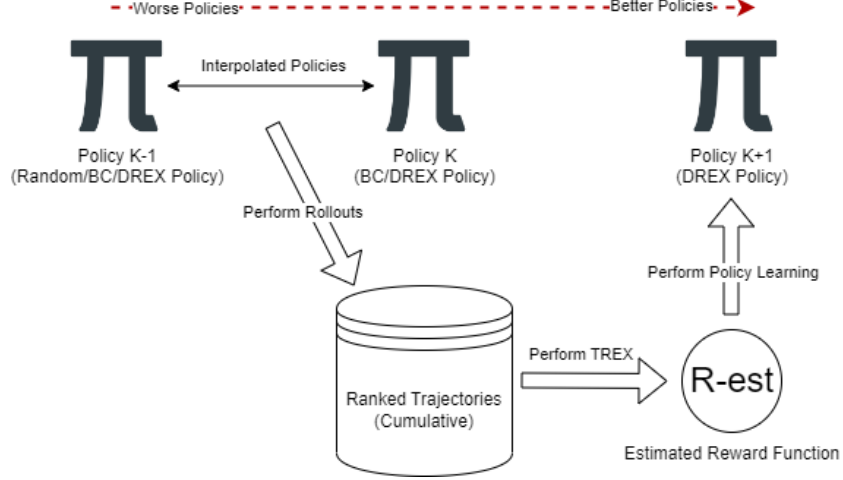 Worse Policies
Better Policies
Interpolated Policies
Policy K-1
(Random/BC/DREX Policy)
Policy K
(BC/DREX Policy)
Policy K+1
(DREX Policy)
Perform Rollouts
Perform Policy Learning
Ranked Trajectories
(Cumulative)
Perform TREX
R-est
Estimated Reward Function